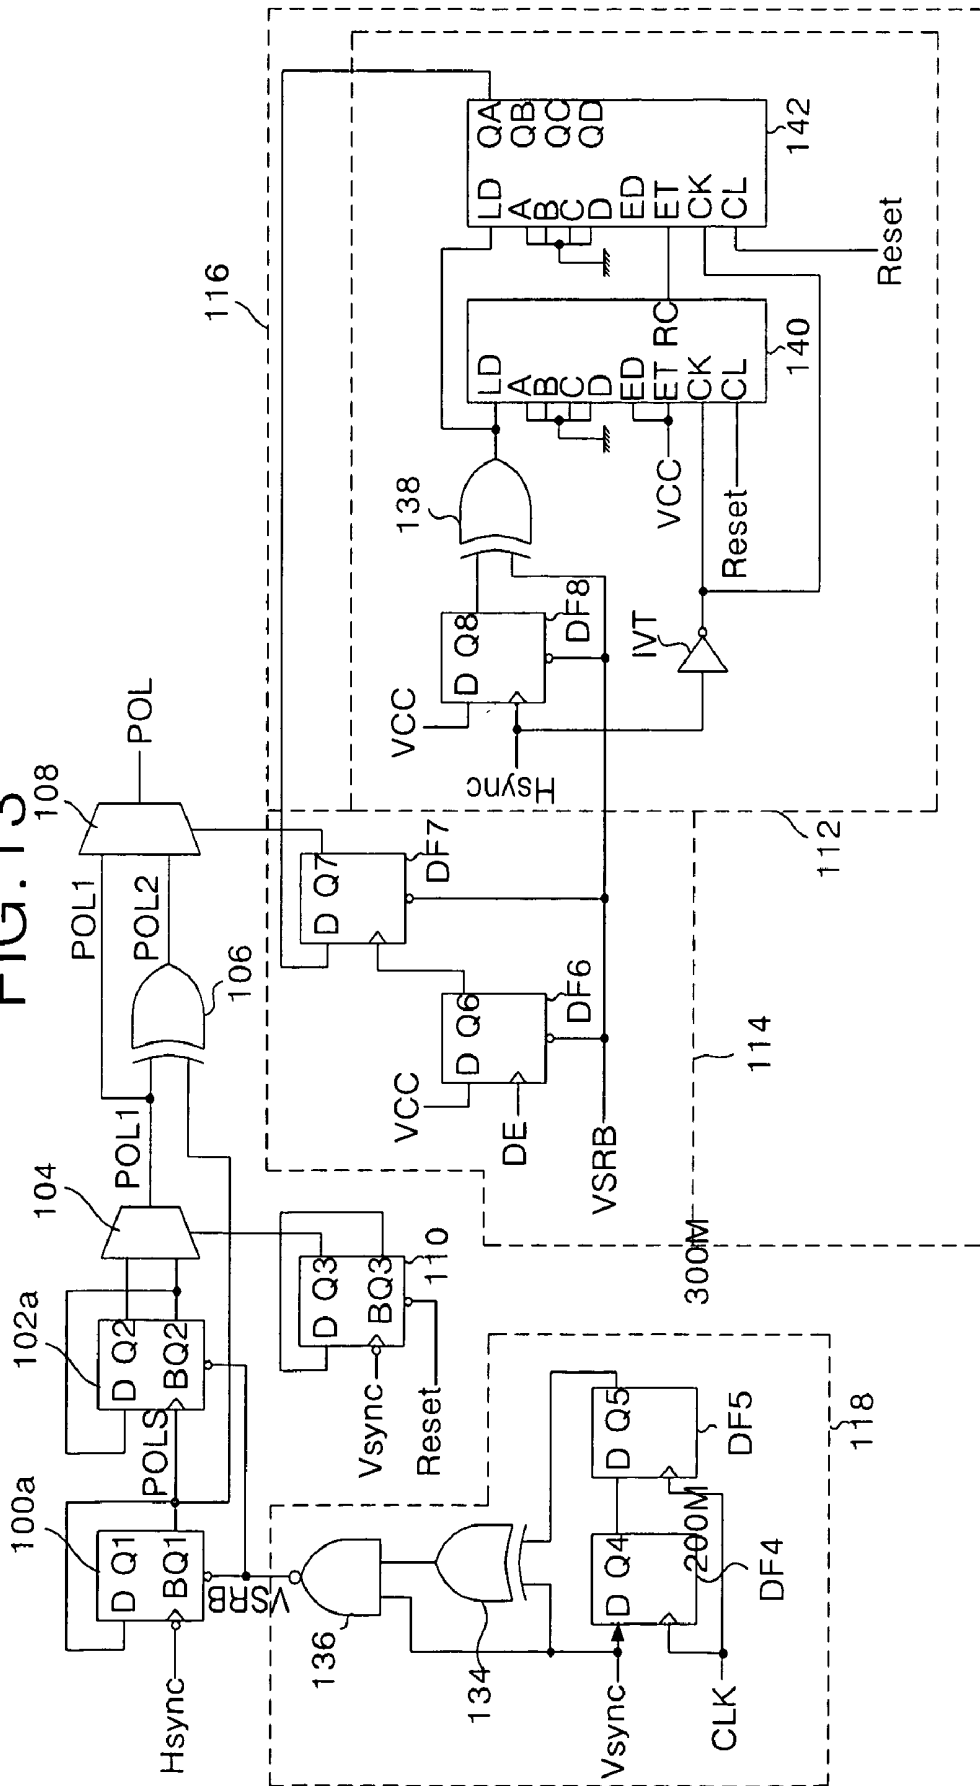 FIG. 13
100a
D Q1
BQ1
Hsync
POLS
102a
D Q2
BQ2
104
POL1
POL1
POL2
106
108
POL
VSRB
Vsync
Reset
D Q3
BQ3
110
136
134
Vsync
CLK
D Q4
200M
DF4
D Q5
DF5
118
300M
114
VCC
DE
D Q6
DF6
VSRB
D Q7
DF7
116
112
VCC
Hsync
D Q8
DF8
138
IVT
VCC
Reset
LD
A
B
C
D
ED
ET RC
CK
CL
140
LD QA
A QB
B QC
C QD
D
ED
ET
CK
CL
142
Reset